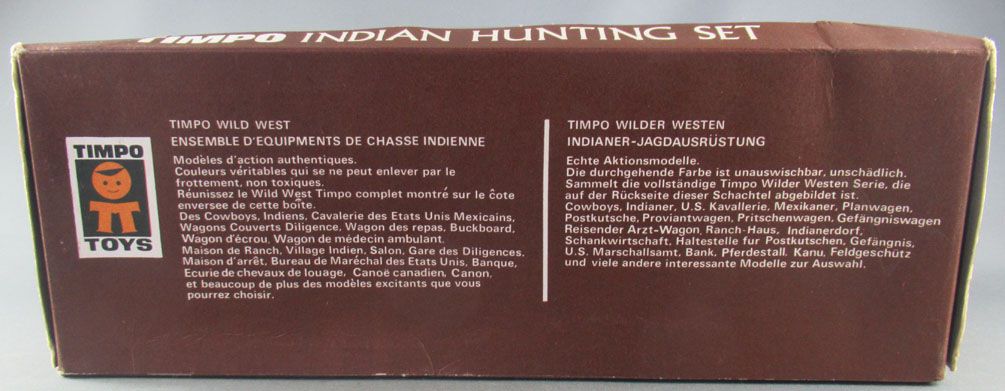 TIMPO INDIAN HUNTING SET
TIMPO
TOYS
TIMPO WILD WEST
ENSEMBLE D'EQUIPMENTS DE CHASSE INDIENNE
Modèles d'action authentiques.
Couleurs véritables qui se ne peut enlever par le
frottement, non toxiques.
Réunissez le Wild West Timpo complet montré sur le côte
enversee de cette boîte.
Des Cowboys, Indiens, Cavalerie des Etats Unis Mexicains,
Wagons Couverts Diligence, Wagon des repas, Buckboard,
Wagon d'écrou, Wagon de médecin ambulant.
Maison de Ranch, Village Indien, Salon, Gare des Diligences.
Maison d'arrêt, Bureau de Maréchal des Etats Unis, Banque,
Ecurie de chevaux de louage, Canoë canadien, Canon,
et beaucoup de plus des modèles excitants que vous
pourrez choisir.
TIMPO WILDER WESTEN
INDIANER-JAGDAUSRÜSTUNG
Echte Aktionsmodelle.
Die durchgehende Farbe ist unauswischbar, unschädlich.
Sammelt die vollständige Timpo Wilder Westen Serie, die
auf der Rückseite dieser Schachtel abgebildet ist.
Cowboys, Indianer, U.S. Kavallerie, Mexikaner, Planwagen,
Postkutsche, Proviantwagen, Pritschenwagen, Gefängniswagen
Reisender Arzt-Wagon, Ranch-Haus, Indianerdorf,
Schankwirtschaft, Haltestelle fur Postkutschen, Gefängnis,
U.S. Marschallsamt, Bank, Pferdestall, Kanu, Feldgeschütz
und viele andere interessante Modelle zur Auswahl.